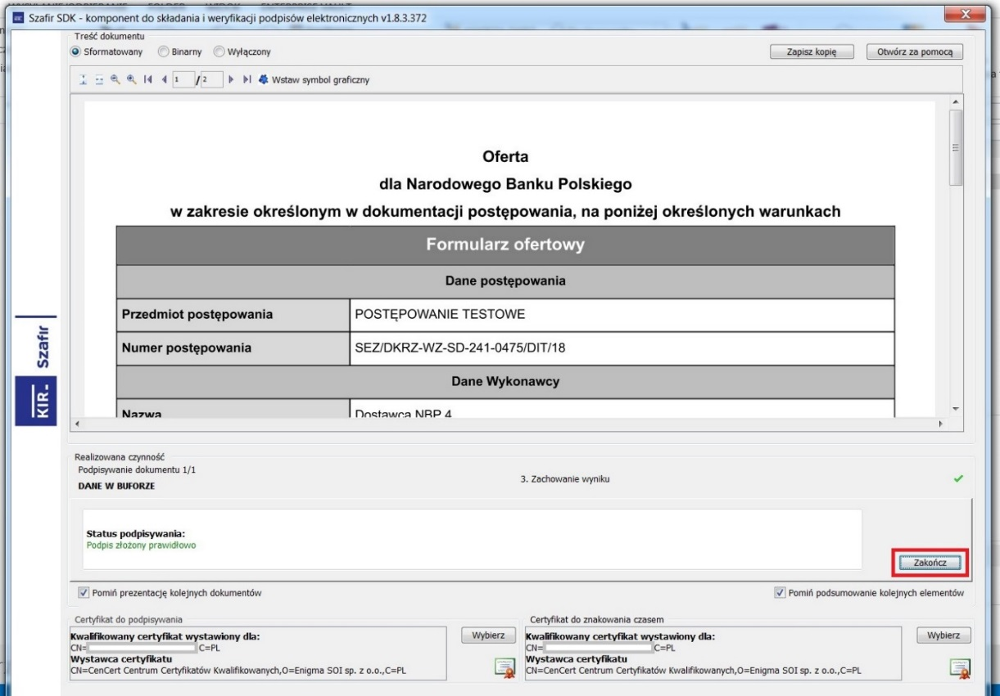 Szafir SDK - komponent do składania i weryfikacji podpisów elektronicznych v1.8.3.372
Treść dokumentu
Sformatowany Binarny Wyłączony Zapisz kopię Otwórz za pomocą
1 / 2 Wstaw symbol graficzny
Oferta
dla Narodowego Banku Polskiego
w zakresie określonym w dokumentacji postępowania, na poniżej określonych warunkach
Formularz ofertowy
Dane postępowania
Przedmiot postępowania POSTĘPOWANIE TESTOWE
Numer postępowania SEZ/DKRZ-WZ-SD-241-0475/DIT/18
Dane Wykonawcy
Nazwa Dostawca NBP 4
KIR. Szafir
Realizowana czynność
Podpisywanie dokumentu 1/1
DANE W BUFORZE
3. Zachowanie wyniku
Status podpisywania:
Podpis złożony prawidłowo
Zakończ
Pomiń prezentację kolejnych dokumentów Pomiń podsumowanie kolejnych elementów
Certyfikat do podpisywania
Kwalifikowany certyfikat wystawiony dla:
CN= C=PL
Wystawca certyfikatu
CN=CenCert Centrum Certyfikatów Kwalifikowanych,O=Enigma SOI sp. z o.o.,C=PL
Wybierz
Certyfikat do znakowania czasem
Kwalifikowany certyfikat wystawiony dla:
CN= C=PL
Wystawca certyfikatu
CN=CenCert Centrum Certyfikatów Kwalifikowanych,O=Enigma SOI sp. z o.o.,C=PL
Wybierz